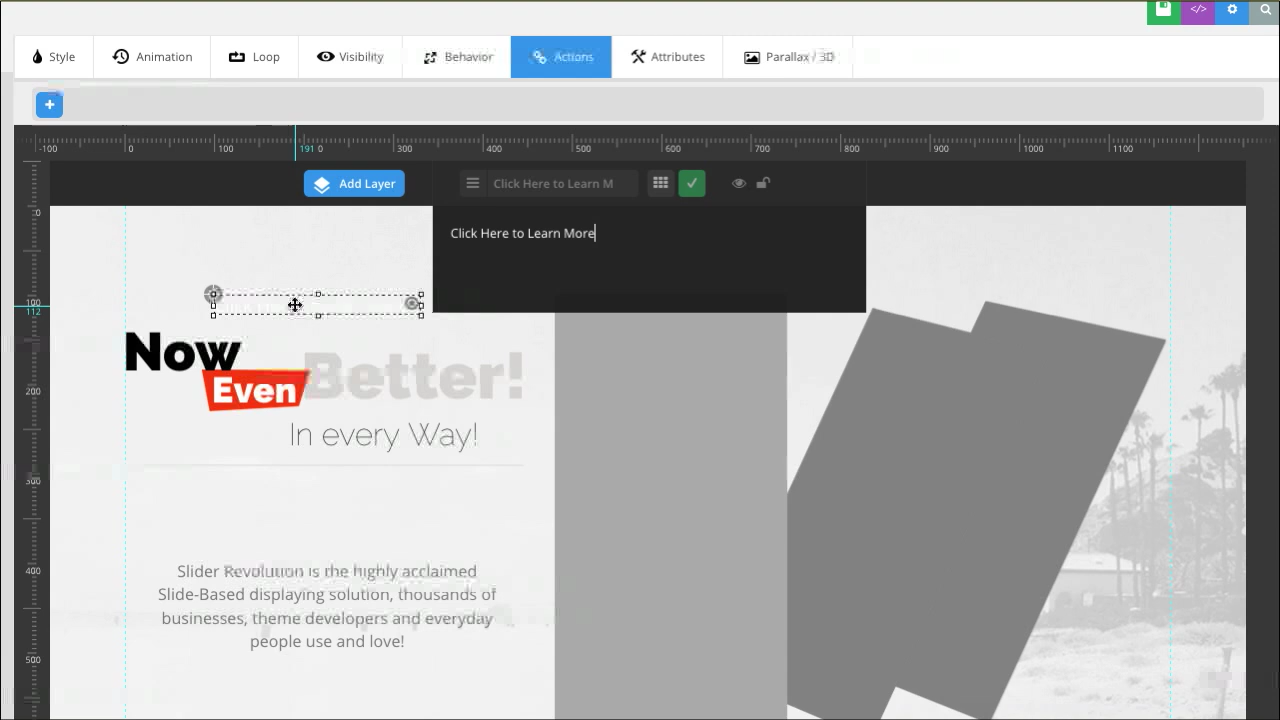 </>
Style
Animation
Loop
Visibility
Behavior
Actions
Attributes
Parallax / 3D
+
-100 0 100 191 0 300 400 500 600 700 800 900 1000 1100
Add Layer
Click Here to Learn M
Click Here to Learn More
0
100
112
200
300
400
500
Now
Even
Better!
In every Way!
Slider Revolution is the highly acclaimed
Slide-Based displaying solution, thousands of
businesses, theme developers and everyday
people use and love!